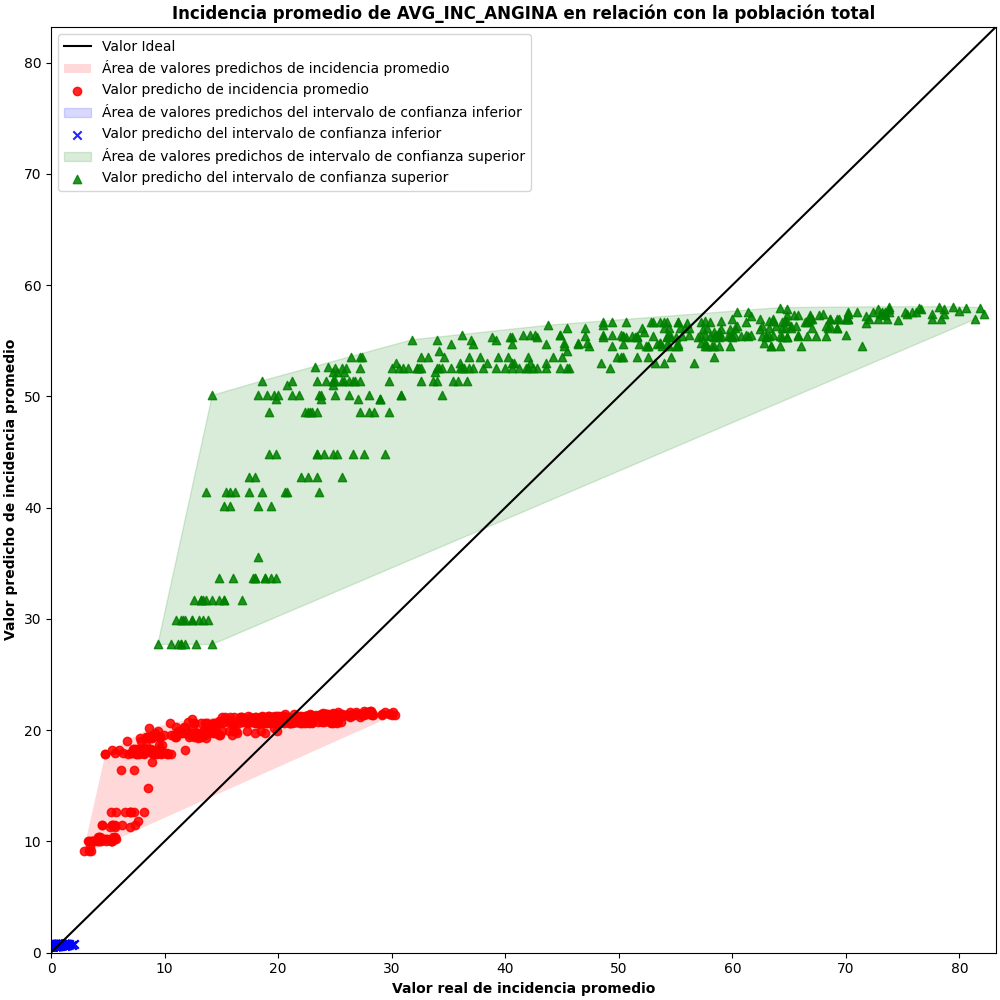 Incidencia promedio de AVG_INC_ANGINA en relación con la población total
Valor Ideal
Área de valores predichos de incidencia promedio
Valor predicho de incidencia promedio
Área de valores predichos del intervalo de confianza inferior
Valor predicho del intervalo de confianza inferior
Área de valores predichos de intervalo de confianza superior
Valor predicho del intervalo de confianza superior
Valor predicho de incidencia promedio
80
70
60
50
40
30
20
10
0
0 10 20 30 40 50 60 70 80
Valor real de incidencia promedio